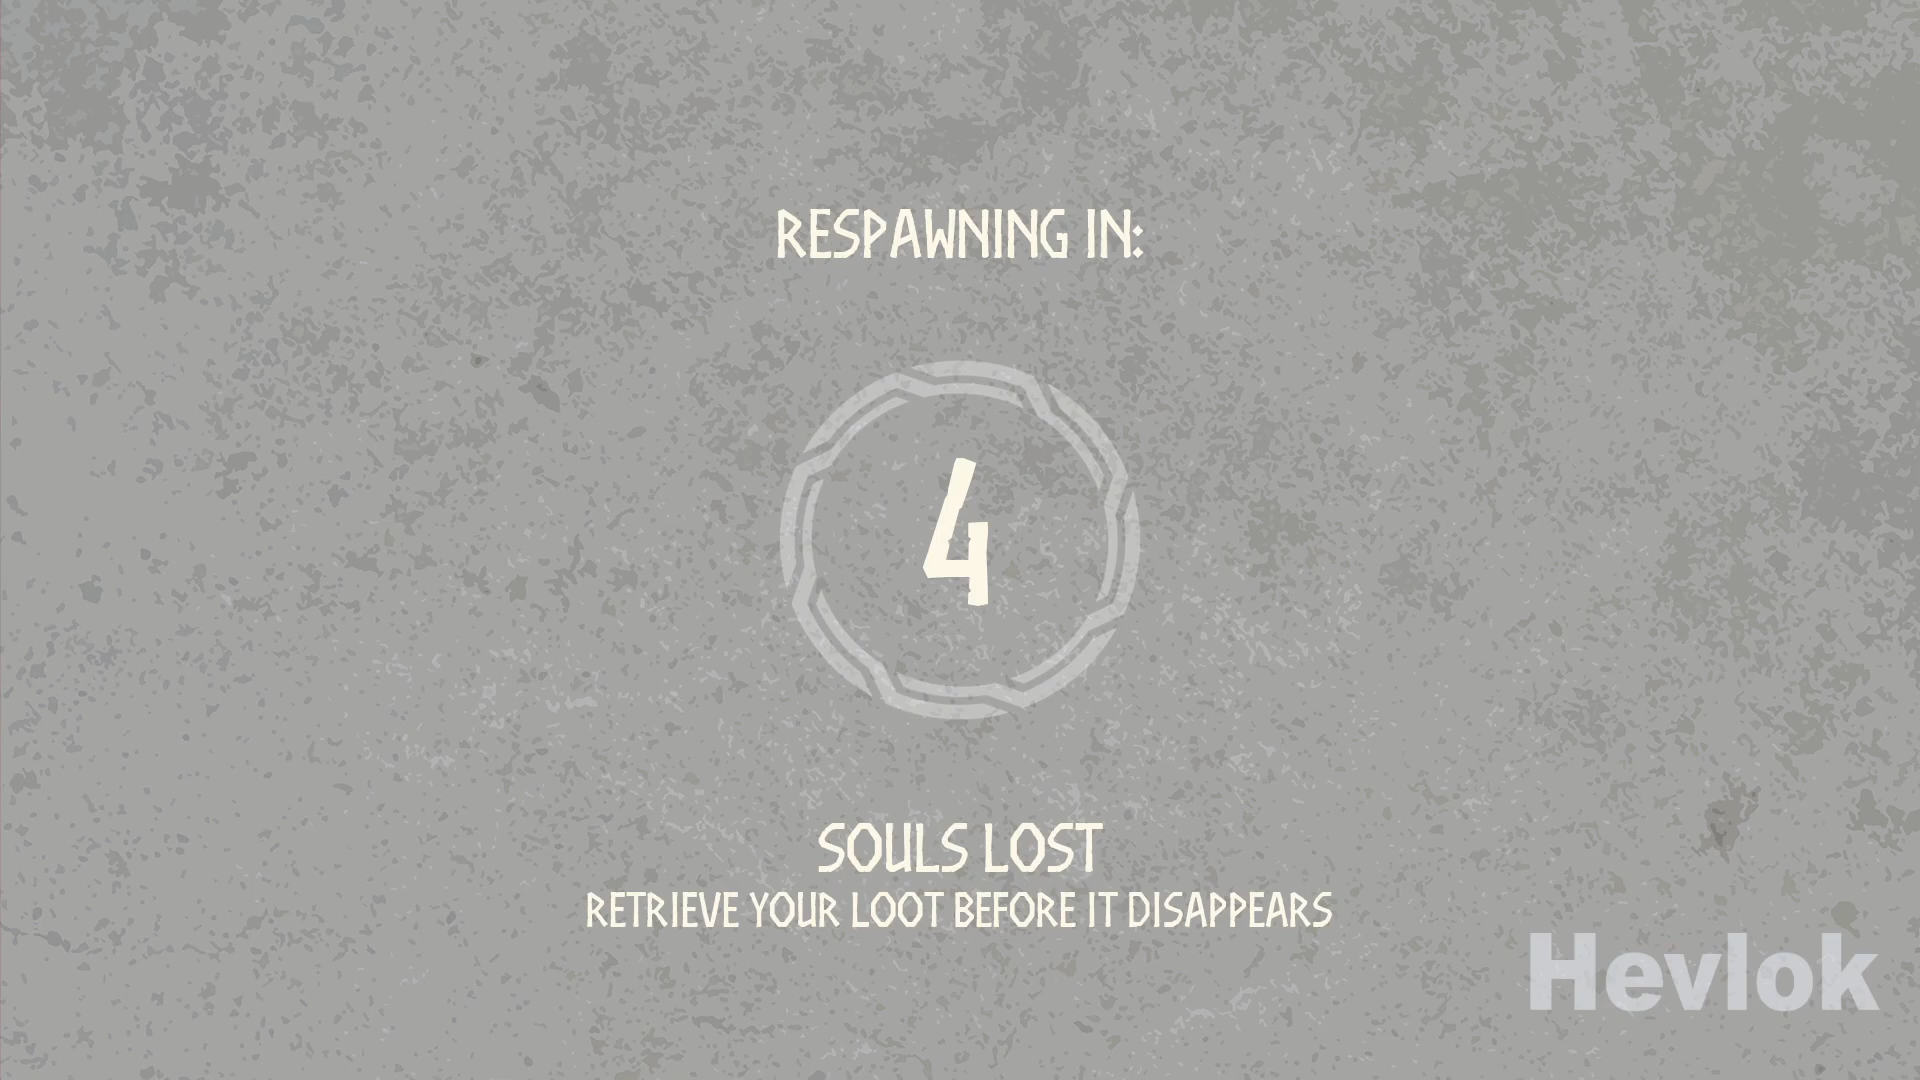 RESPAWNING IN:
4
SOULS LOST
RETRIEVE YOUR LOOT BEFORE IT DISAPPEARS
Hevlok